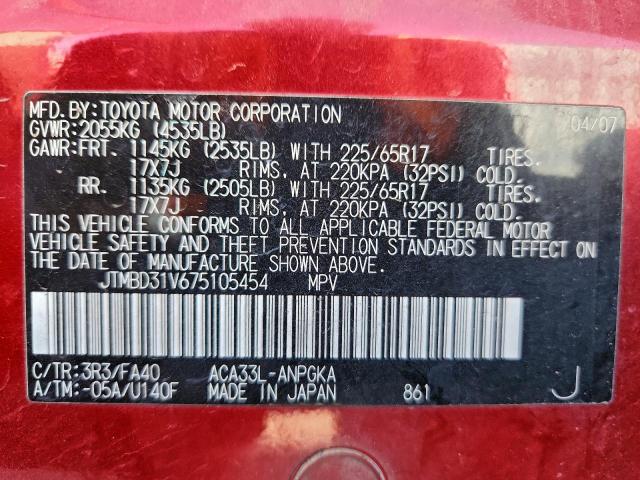 MFD.BY:TOYOTA MOTOR CORPORATION 04/07
GVWR:2055KG (4535LB)
GAWR:FRT. 1145KG (2535LB) WITH 225/65R17 TIRES.
17X7J RIMS, AT 220KPA (32PSI) COLD.
RR. 1135KG (2505LB) WITH 225/65R17 TIRES.
17X7J RIMS, AT 220KPA (32PSI) COLD.
THIS VEHICLE CONFORMS TO ALL APPLICABLE FEDERAL MOTOR
VEHICLE SAFETY AND THEFT PREVENTION STANDARDS IN EFFECT ON
THE DATE OF MANUFACTURE SHOWN ABOVE.
JTMBD31V675105454 MPV
C/TR:3R3/FA40 ACA33L-ANPGKA
A/TM:-05A/U140F MADE IN JAPAN 861 J